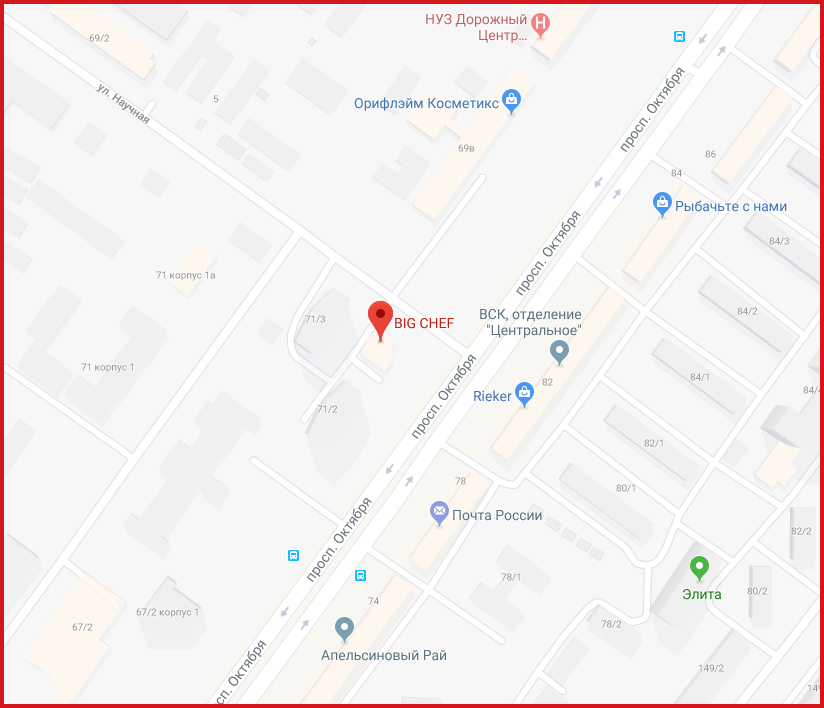 НУЗ Дорожный
Центр...
69/2
просп. Октября
ул. Научная
5
Орифлэйм Косметикс
69в
86
84
Рыбачьте с нами
84/3
просп. Октября
71 корпус 1а
84/2
71/3
BIG CHEF
ВСК, отделение
"Центральное"
71 корпус 1
84/1
82
84/
Rieker
просп. Октября
71/2
82/1
78
80/1
Почта России
82/2
просп. Октября
78/1
Элита
80/2
74
67/2 корпус 1
67/2
78/2
Апельсиновый Рай
149/2
сп. Октября
149